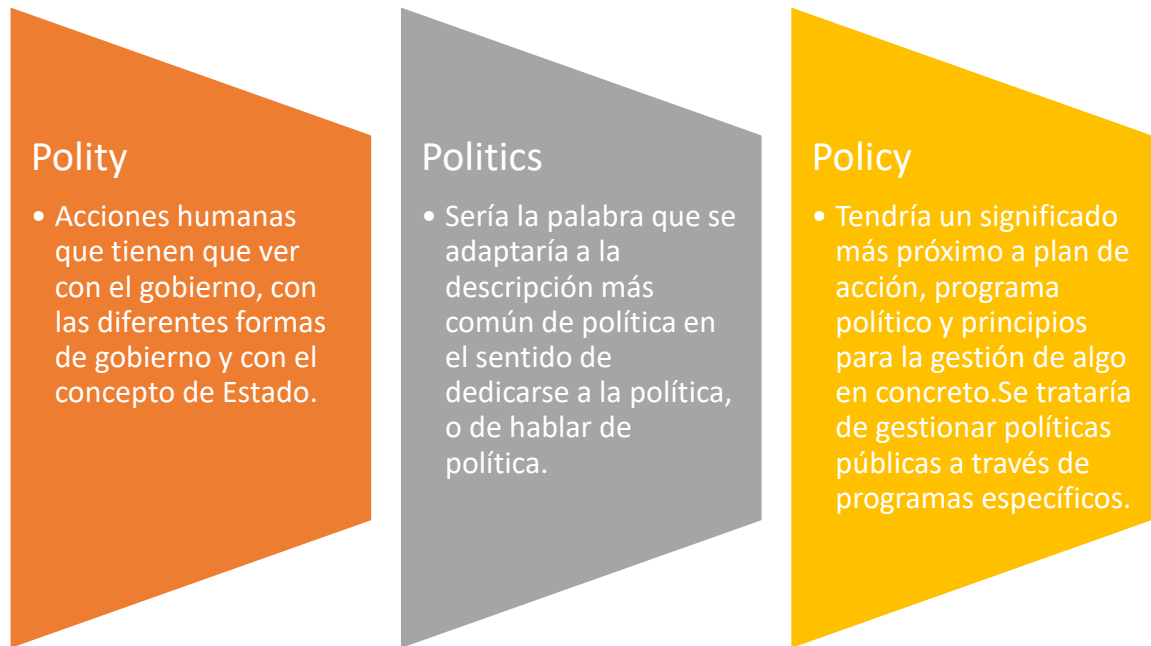 Polity
• Acciones humanas
que tienen que ver
con el gobierno, con
las diferentes formas
de gobierno y con el
concepto de Estado.
Politics
• Sería la palabra que se
adaptaría a la
descripción más
común de política en
el sentido de
dedicarse a la política,
o de hablar de
política.
Policy
• Tendría un significado
más próximo a plan de
acción, programa
político y principios
para la gestión de algo
en concreto.Se trataría
de gestionar políticas
públicas a través de
programas específicos.